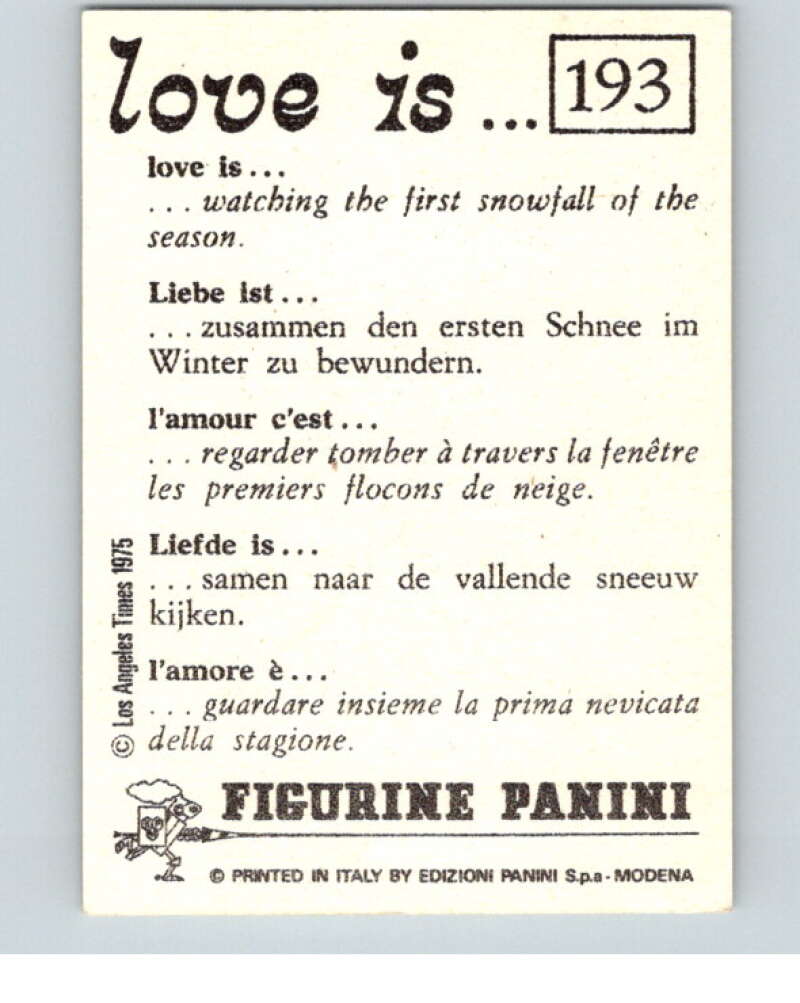 love is ... 193
love is ...
... watching the first snowfall of the
season.
Liebe ist ...
... zusammen den ersten Schnee im
Winter zu bewundern.
l'amour c'est ...
... regarder tomber à travers la fenêtre
les premiers flocons de neige.
Liefde is ...
... samen naar de vallende sneeuw
kijken.
l'amore è ...
... guardare insieme la prima nevicata
della stagione.
© Los Angeles Times 1975
FIGURINE PANINI
© PRINTED IN ITALY BY EDIZIONI PANINI S.p.a - MODENA